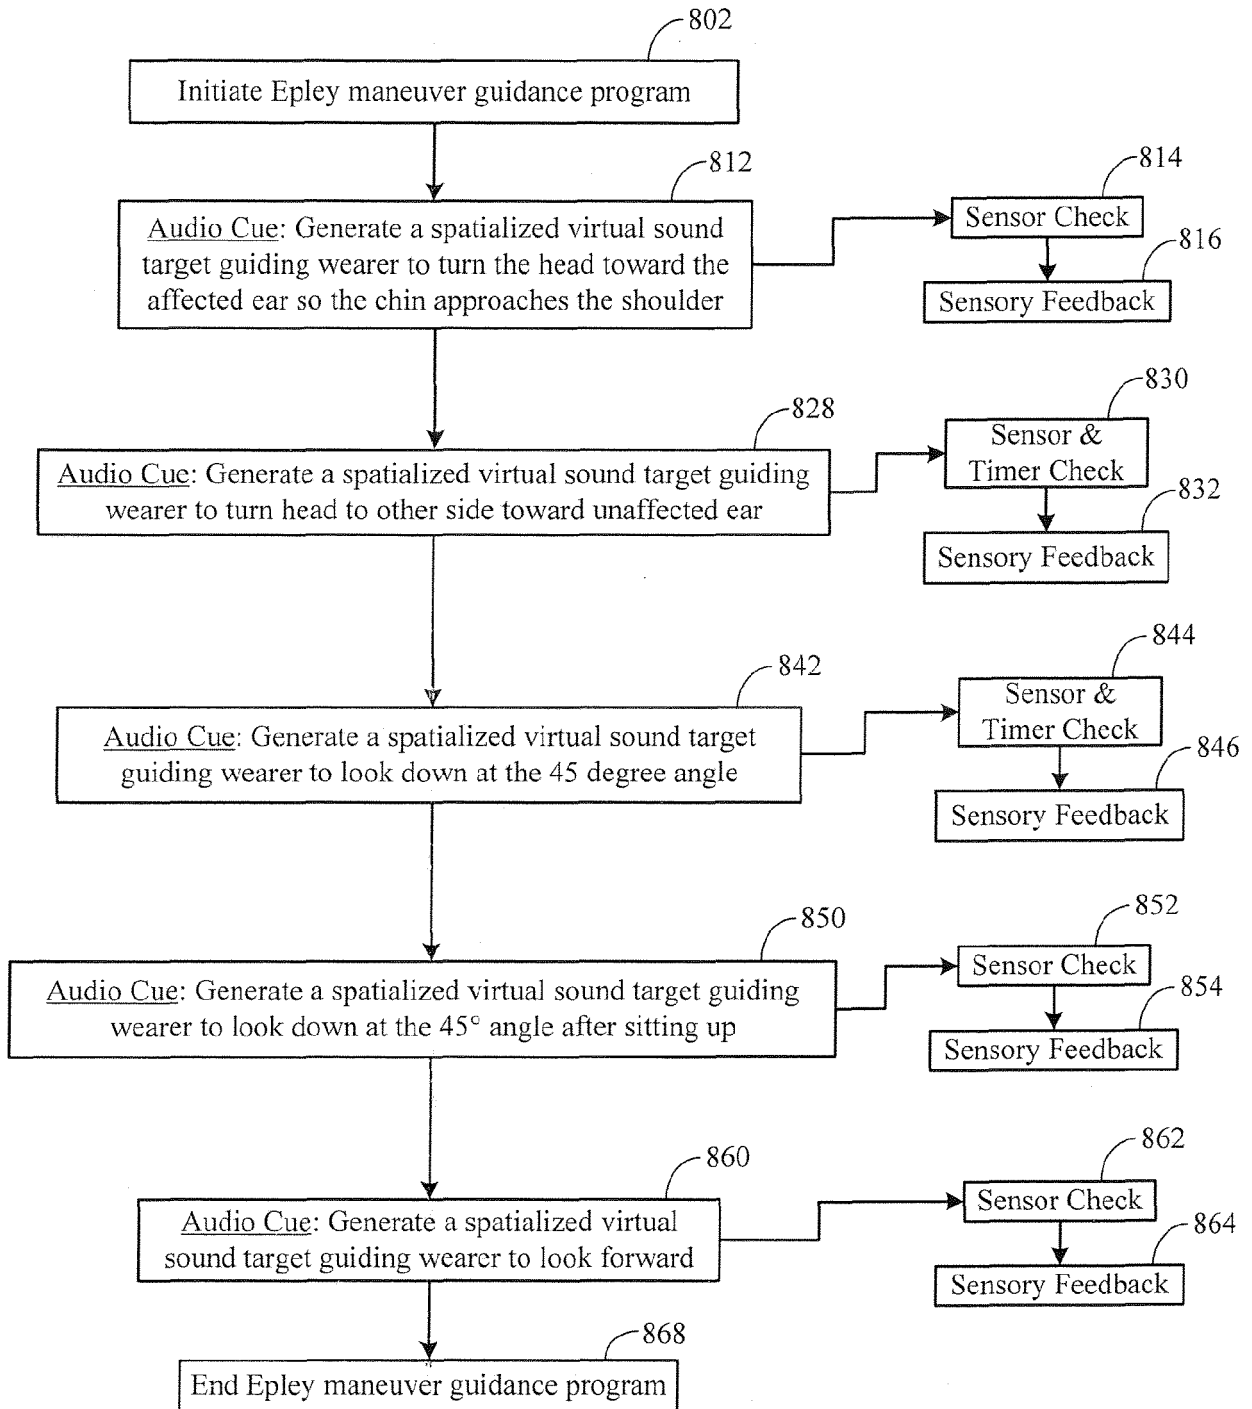 802
Initiate Epley maneuver guidance program
812
Audio Cue: Generate a spatialized virtual sound
target guiding wearer to turn the head toward the
affected ear so the chin approaches the shoulder
814
Sensor Check
816
Sensory Feedback
828
Audio Cue: Generate a spatialized virtual sound target guiding
wearer to turn head to other side toward unaffected ear
830
Sensor &
Timer Check
832
Sensory Feedback
842
Audio Cue: Generate a spatialized virtual sound target
guiding wearer to look down at the 45 degree angle
844
Sensor &
Timer Check
846
Sensory Feedback
850
Audio Cue: Generate a spatialized virtual sound target guiding
wearer to look down at the 45° angle after sitting up
852
Sensor Check
854
Sensory Feedback
860
Audio Cue: Generate a spatialized virtual
sound target guiding wearer to look forward
862
Sensor Check
864
Sensory Feedback
868
End Epley maneuver guidance program